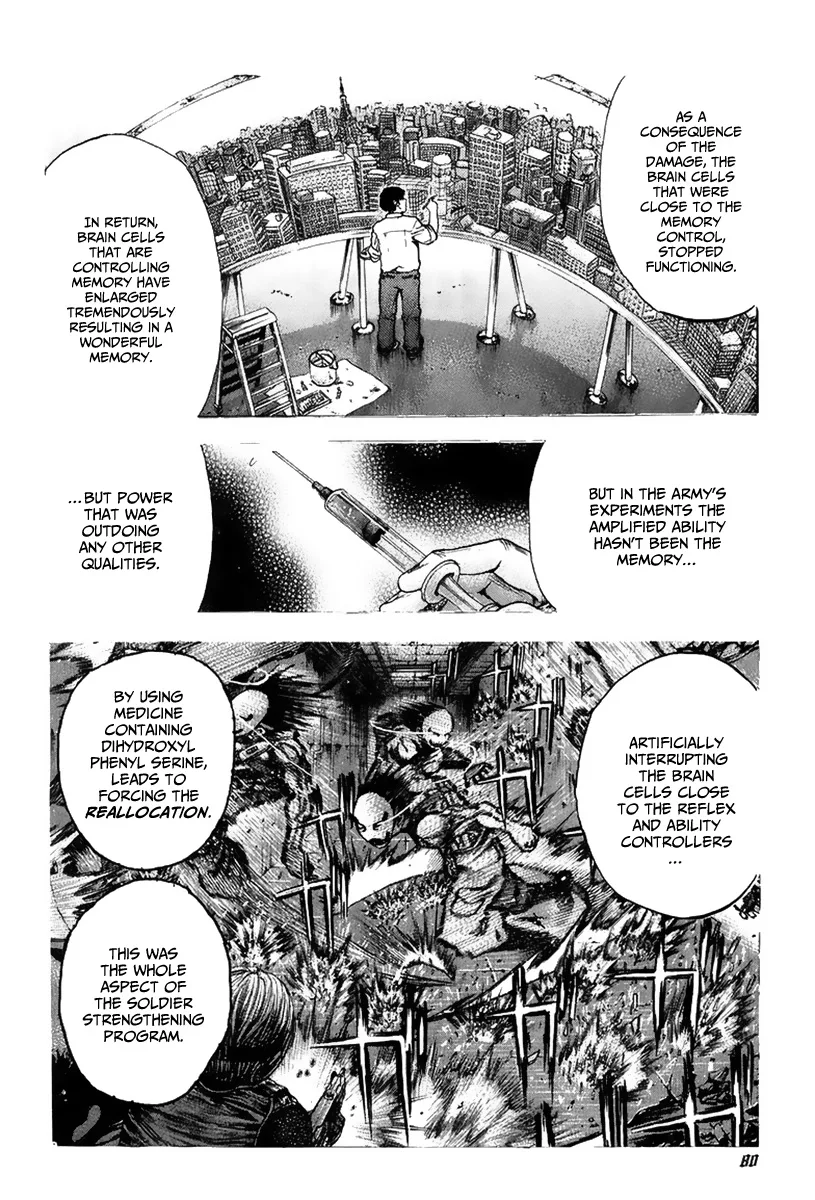 AS A
CONSEQUENCE
OF THE
DAMAGE, THE
BRAIN CELLS
THAT WERE
CLOSE TO THE
MEMORY
CONTROL,
STOPPED
FUNCTIONING.
IN RETURN,
BRAIN CELLS
THAT ARE
CONTROLLING
MEMORY HAVE
ENLARGED
TREMENDOUSLY
RESULTING IN A
WONDERFUL
MEMORY.
BUT IN THE ARMY'S
EXPERIMENTS THE
AMPLIFIED ABILITY
HASN'T BEEN THE
MEMORY...
...BUT POWER
THAT WAS
OUTDOING
ANY OTHER
QUALITIES.
ARTIFICIALLY
INTERRUPTING
THE BRAIN
CELLS CLOSE
TO THE REFLEX
AND ABILITY
CONTROLLERS
...
BY USING
MEDICINE
CONTAINING
DIHYDROXYL
PHENYL SERINE,
LEADS TO
FORCING THE
REALLOCATION.
THIS WAS
THE WHOLE
ASPECT OF
THE SOLDIER
STRENGTHENING
PROGRAM.
80